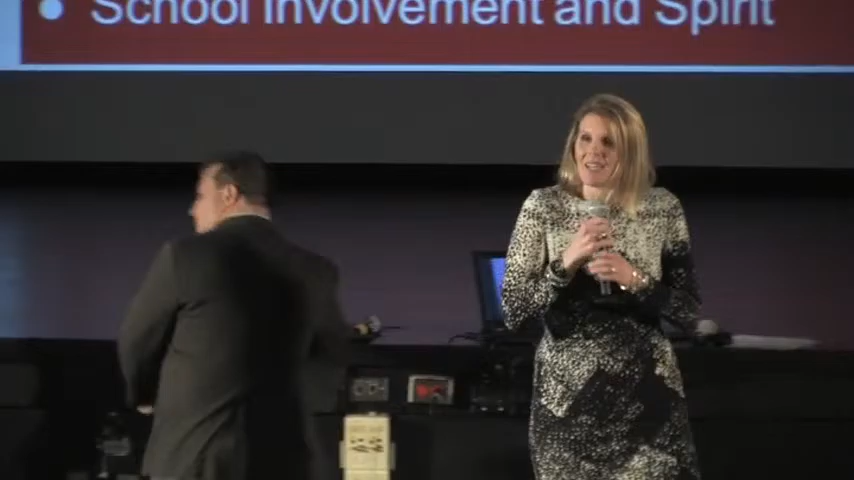 • School Involvement and Spirit